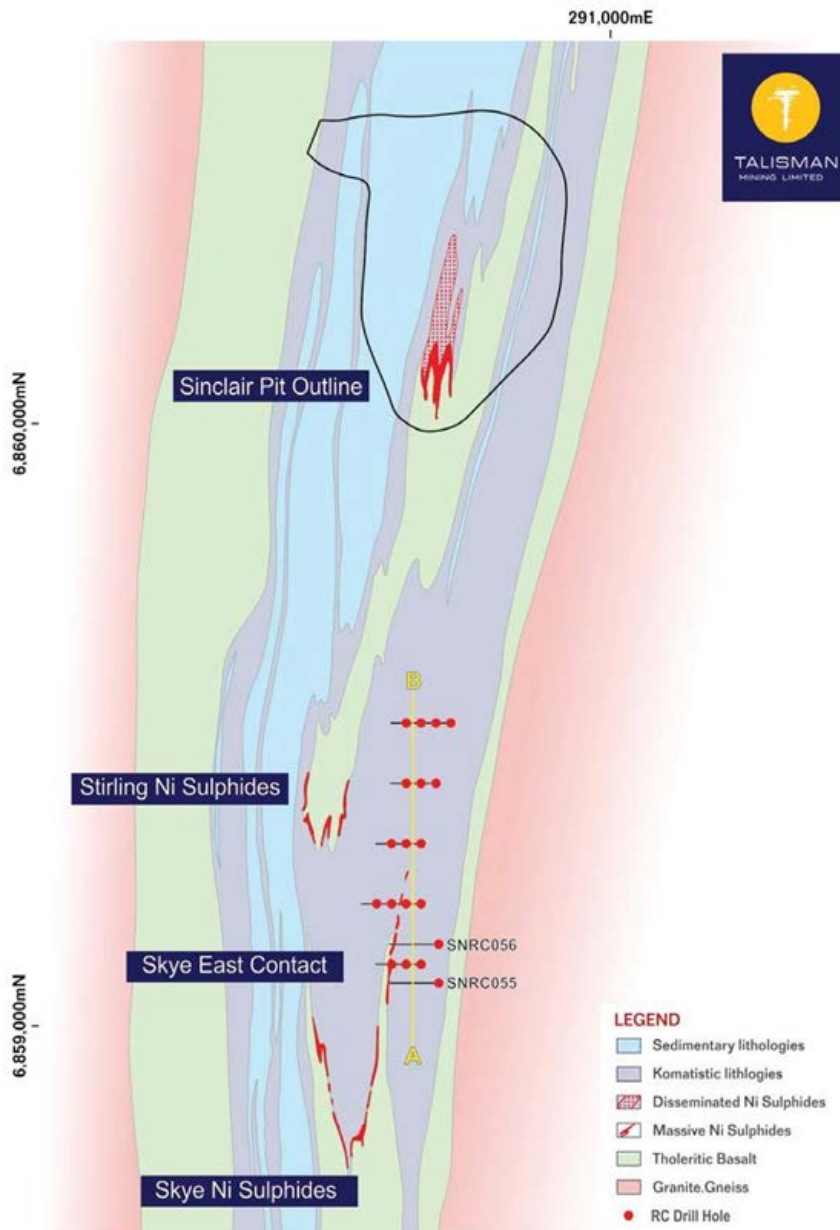 291,000mE
TALISMAN
MINING LIMITED
Sinclair Pit Outline
6,860,000mN
B
Stirling Ni Sulphides
SNRC056
Skye East Contact
SNRC055
6,859,000mN
A
Skye Ni Sulphides
LEGEND
Sedimentary lithologies
Komatistic lithlogies
Disseminated Ni Sulphides
Massive Ni Sulphides
Tholeritic Basalt
Granite.Gneiss
RC Drill Hole